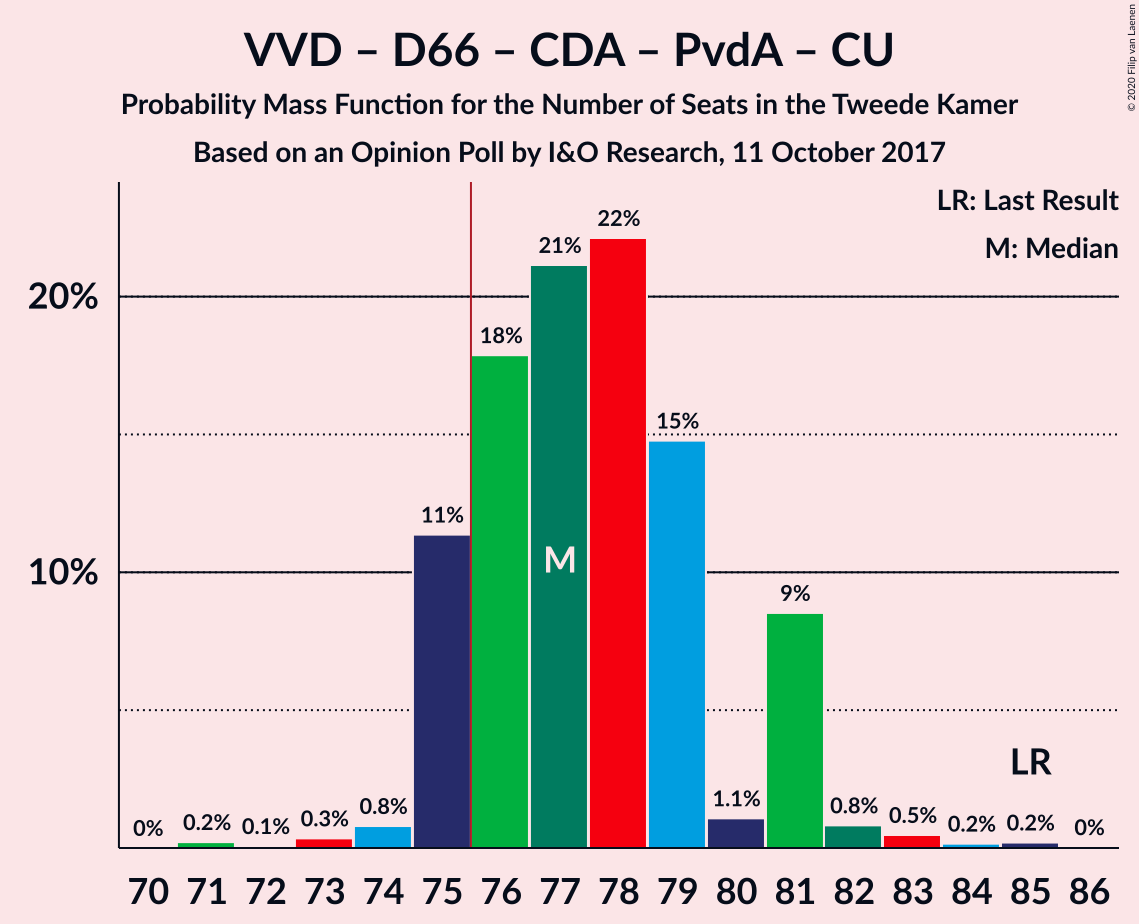 VVD – D66 – CDA – PvdA – CU
Probability Mass Function for the Number of Seats in the Tweede Kamer
Based on an Opinion Poll by I&O Research, 11 October 2017
© 2020 Filip van Laenen
LR: Last Result
M: Median
20%
10%
0%
0.2%
0.1%
0.3%
0.8%
11%
18%
21%
22%
15%
1.1%
9%
0.8%
0.5%
0.2%
0.2%
0%
M
LR
70 71 72 73 74 75 76 77 78 79 80 81 82 83 84 85 86